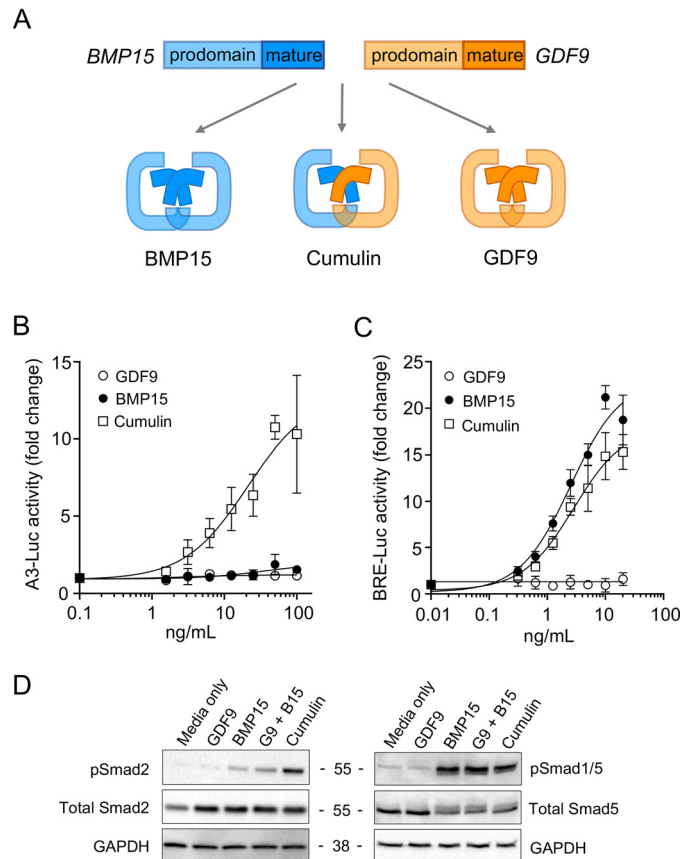 A
BMP15 prodomain mature prodomain mature GDF9
BMP15 Cumulin GDF9
B
A3-Luc activity (fold change)
15
10
5
0
GDF9
BMP15
Cumulin
0.1 1 10 100
ng/mL
C
BRE-Luc activity (fold change)
25
20
15
10
5
0
GDF9
BMP15
Cumulin
0.01 0.1 1 10 100
ng/mL
D
Media only GDF9 BMP15 G9 + B15 Cumulin Media only GDF9 BMP15 G9 + B15 Cumulin
pSmad2 - 55 - pSmad1/5
Total Smad2 - 55 - Total Smad5
GAPDH - 38 - GAPDH